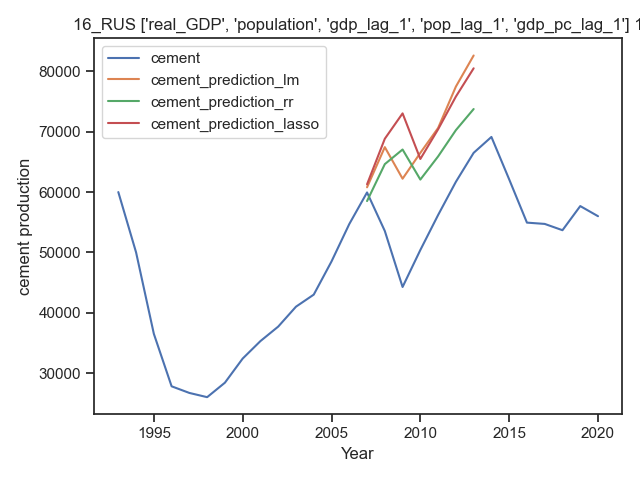 16_RUS ['real_GDP', 'population', 'gdp_lag_1', 'pop_lag_1', 'gdp_pc_lag_1'] 1
cement
cement_prediction_lm
cement_prediction_rr
cement_prediction_lasso
80000
70000
60000
50000
40000
30000
cement production
1995
2000
2005
2010
2015
2020
Year